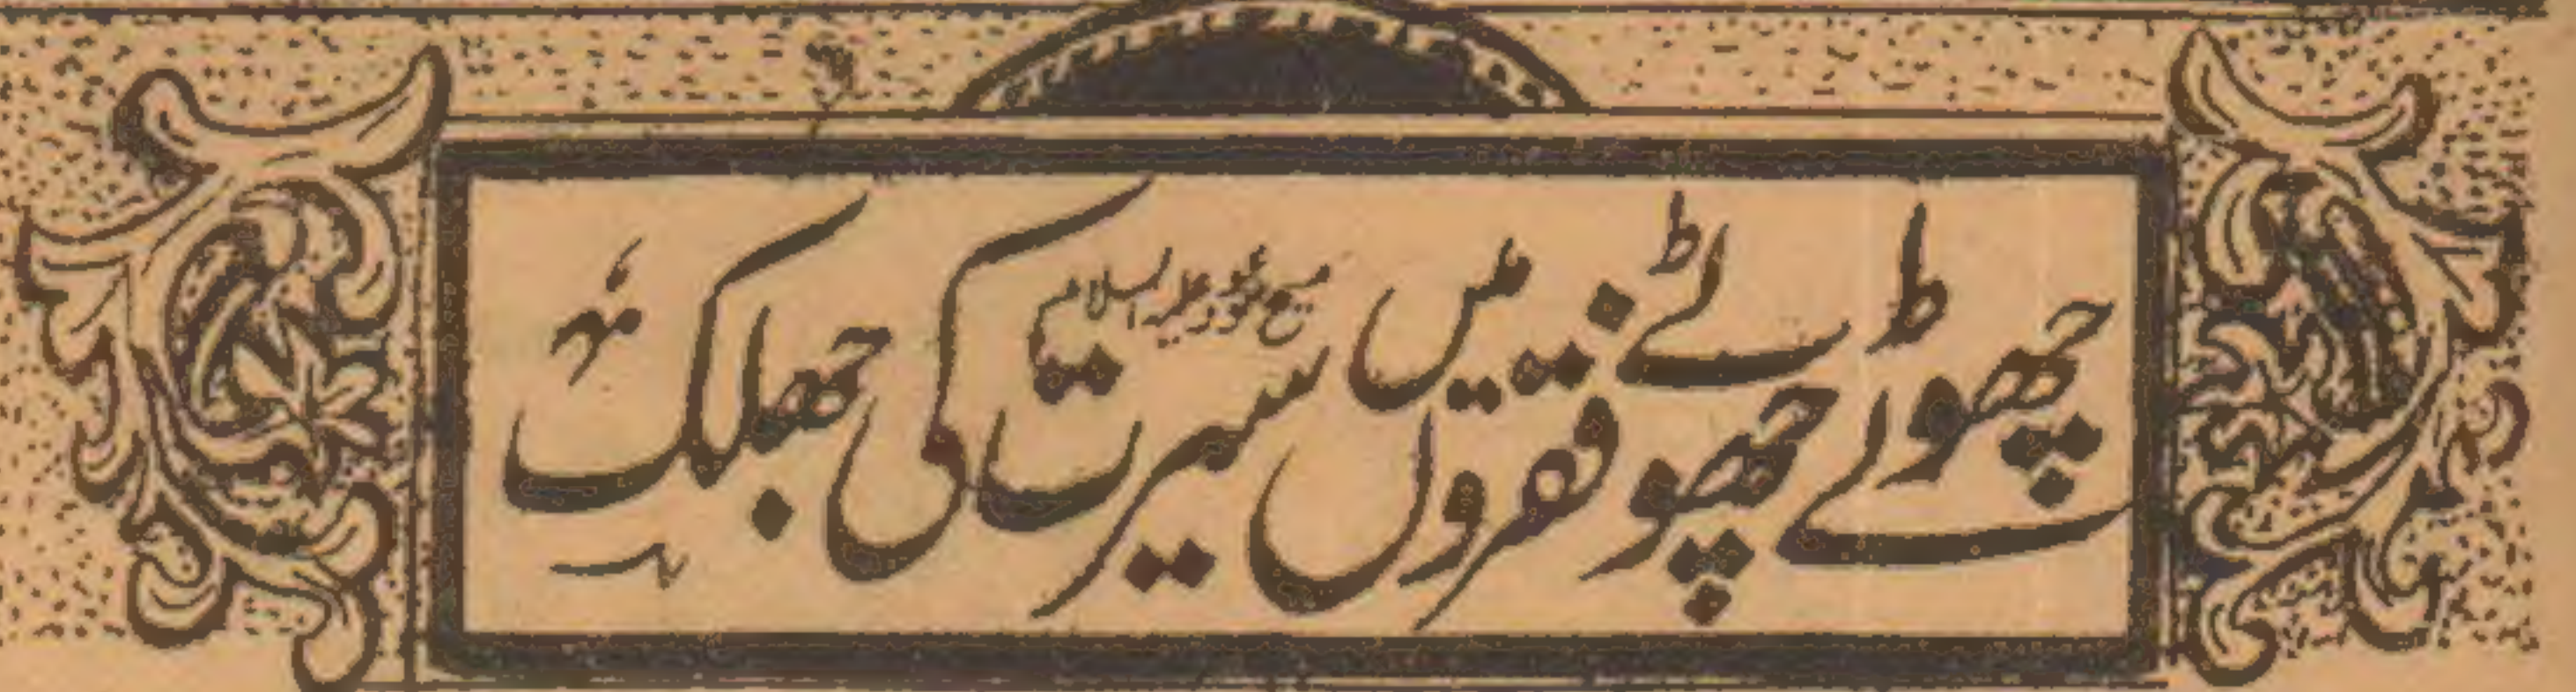 چھوٹے چھوٹے فقروں میں سیرت مسیح موعود علیہ السلام کی جھلک